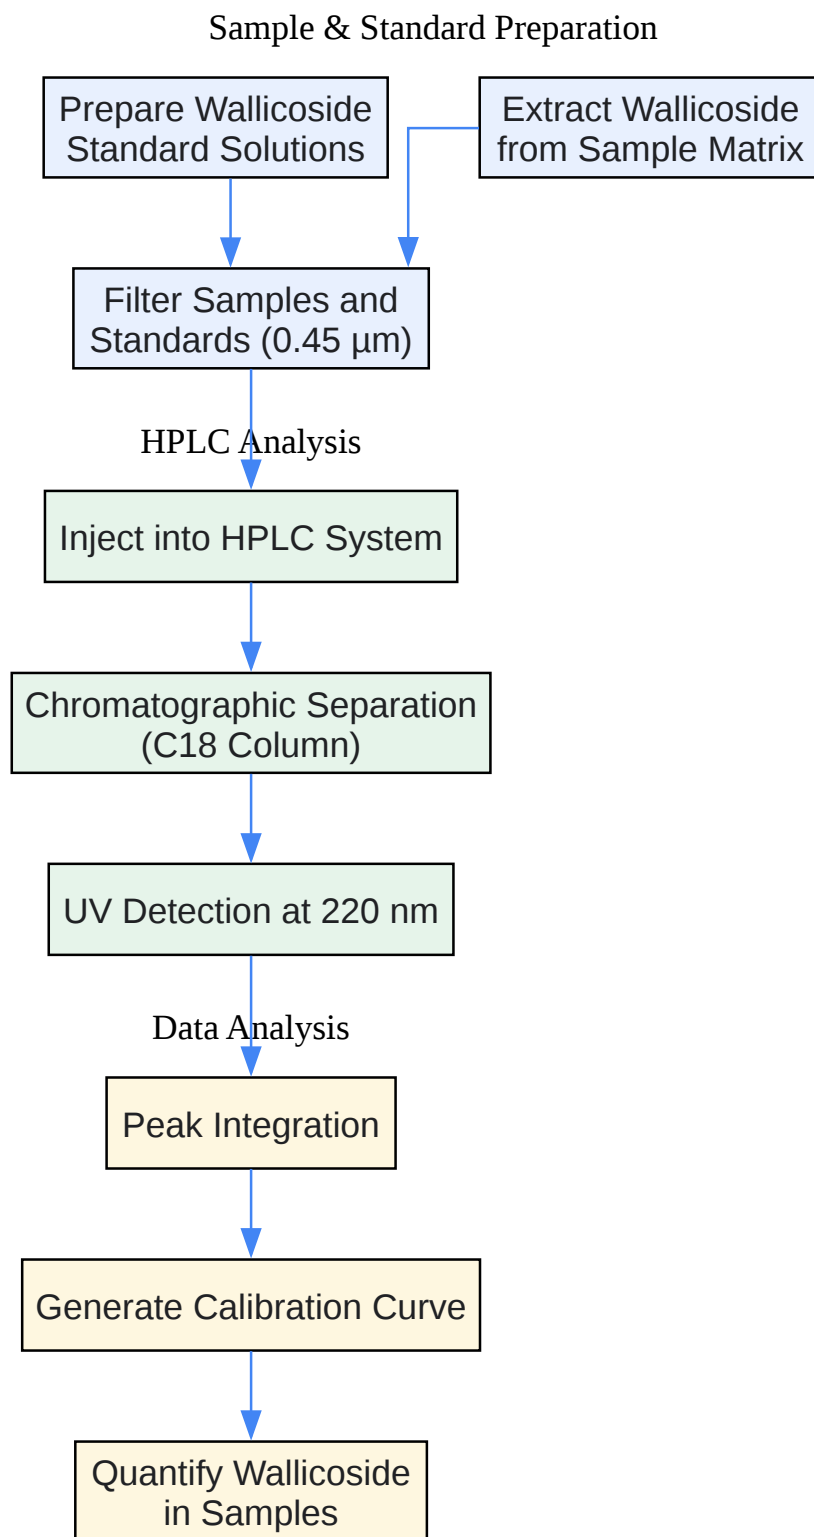 Sample & Standard Preparation
Prepare Wallicoside
Standard Solutions
Extract Wallicoside
from Sample Matrix
Filter Samples and
Standards (0.45 µm)
HPLC Analysis
Inject into HPLC System
Chromatographic Separation
(C18 Column)
UV Detection at 220 nm
Data Analysis
Peak Integration
Generate Calibration Curve
Quantify Wallicoside
in Samples